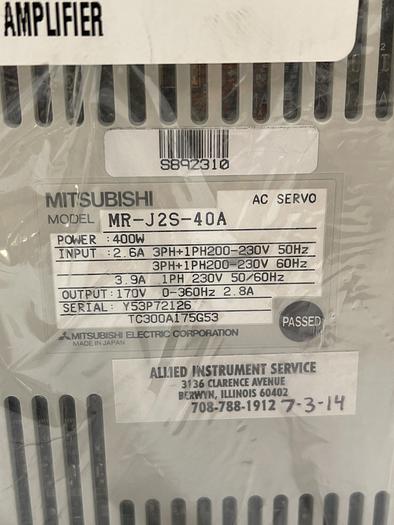 AMPLIFIER
S89Z310
MITSUBISHI AC SERVO
MODEL MR-J2S-40A
POWER :400W
INPUT :2.6A 3PH+1PH200-230V 50Hz
3PH+1PH200-230V 60Hz
3.9A 1PH 230V 50/60Hz
OUTPUT:170V 0-360Hz 2.8A
SERIAL: Y53P72126
TC300A175G53
PASSED
MITSUBISHI ELECTRIC CORPORATION
MADE IN JAPAN
ALLIED INSTRUMENT SERVICE
3136 CLARENCE AVENUE
BERWYN, ILLINOIS 60402
708-788-1912 7-3-14